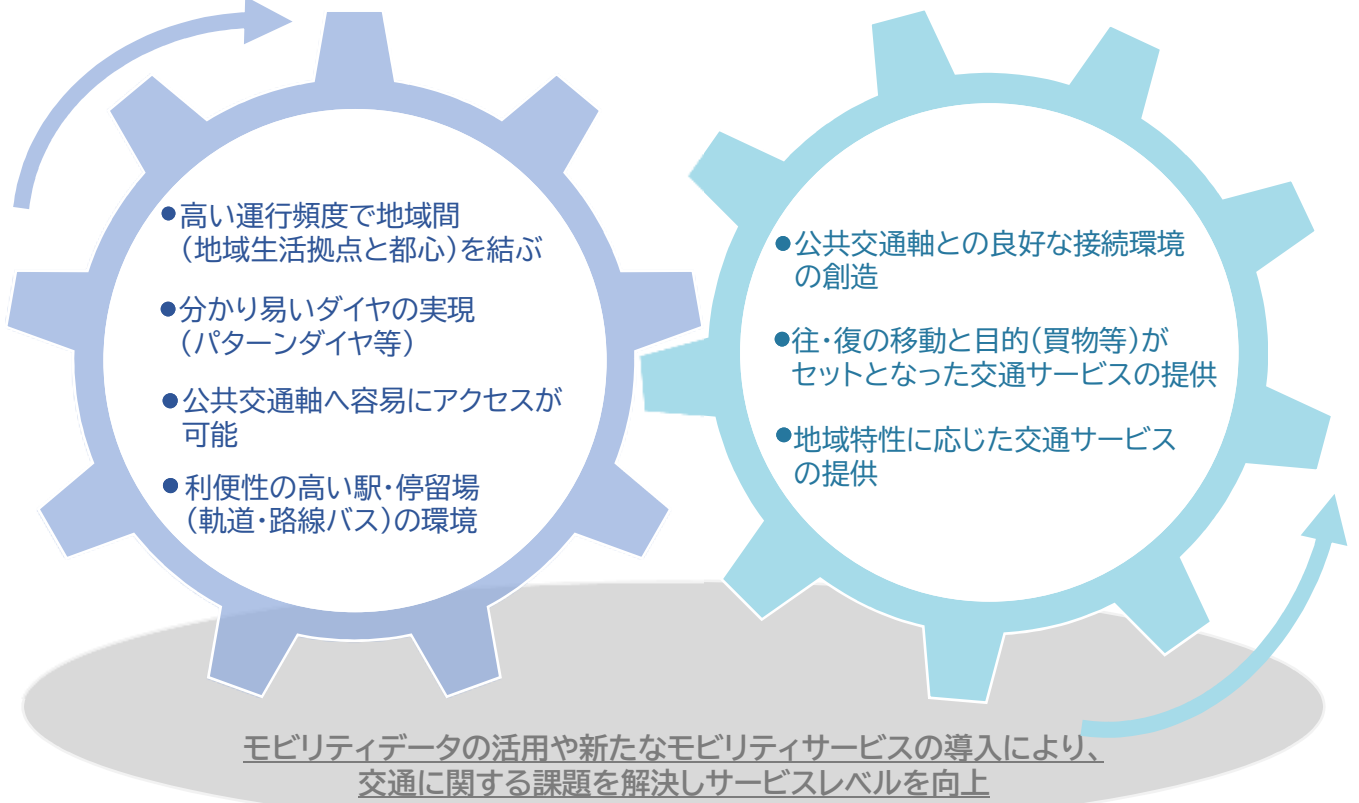 ●高い運行頻度で地域間
（地域生活拠点と都心）を結ぶ
●分かり易いダイヤの実現
（パターンダイヤ等）
●公共交通軸へ容易にアクセスが
可能
●利便性の高い駅・停留場
（軌道・路線バス）の環境
●公共交通軸との良好な接続環境
の創造
●往・復の移動と目的(買物等)が
セットとなった交通サービスの提供
●地域特性に応じた交通サービス
の提供
モビリティデータの活用や新たなモビリティサービスの導入により、
交通に関する課題を解決しサービスレベルを向上